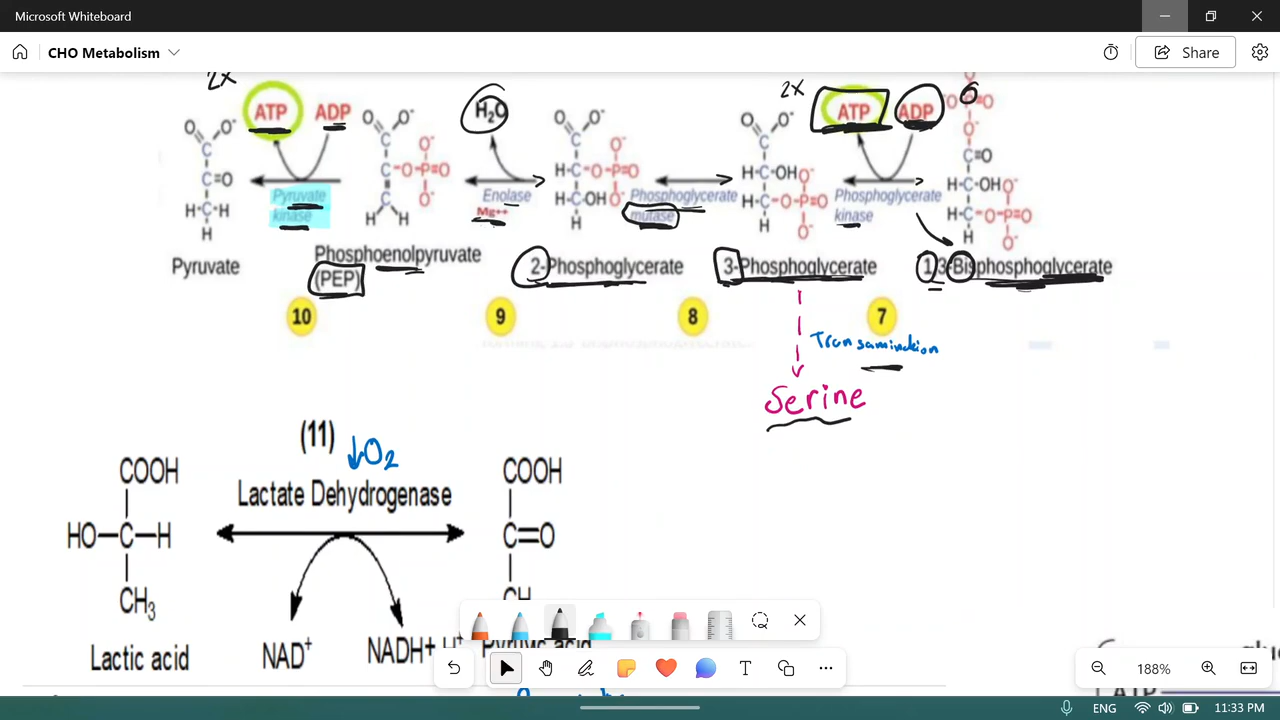 Microsoft Whiteboard
CHO Metabolism
Share
2X
ATP ADP
H2O
2X
ATP ADP
Pyruvate kinase
Enolase
Mg++
Phosphoglycerate mutase
Phosphoglycerate kinase
Pyruvate
Phosphoenolpyruvate
(PEP)
2-Phosphoglycerate
3-Phosphoglycerate
1,3-Bisphosphoglycerate
10
9
8
7
Transamination
Serine
(11)
↓O2
Lactate Dehydrogenase
COOH
HO-C-H
CH3
Lactic acid
NAD+
NADH+ H+
COOH
C=O
Pyruvic acid
188%
ENG
11:33 PM